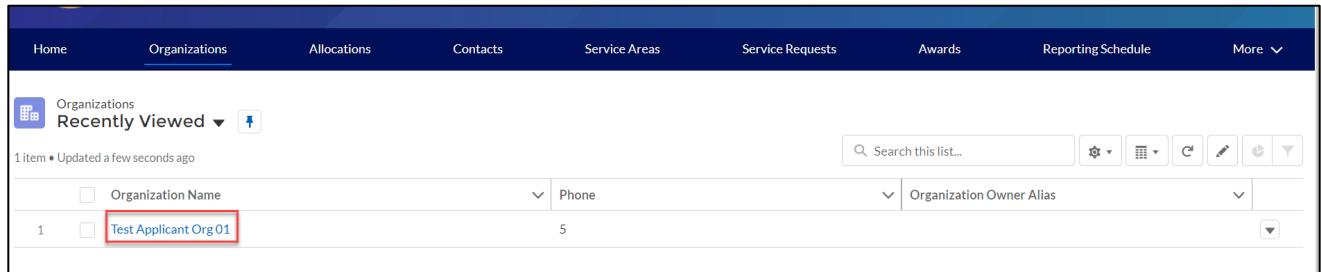 Home Organizations Allocations Contacts Service Areas Service Requests Awards Reporting Schedule More
Organizations
Recently Viewed
1 item • Updated a few seconds ago
Search this list...
Organization Name Phone Organization Owner Alias
1 Test Applicant Org 01 5